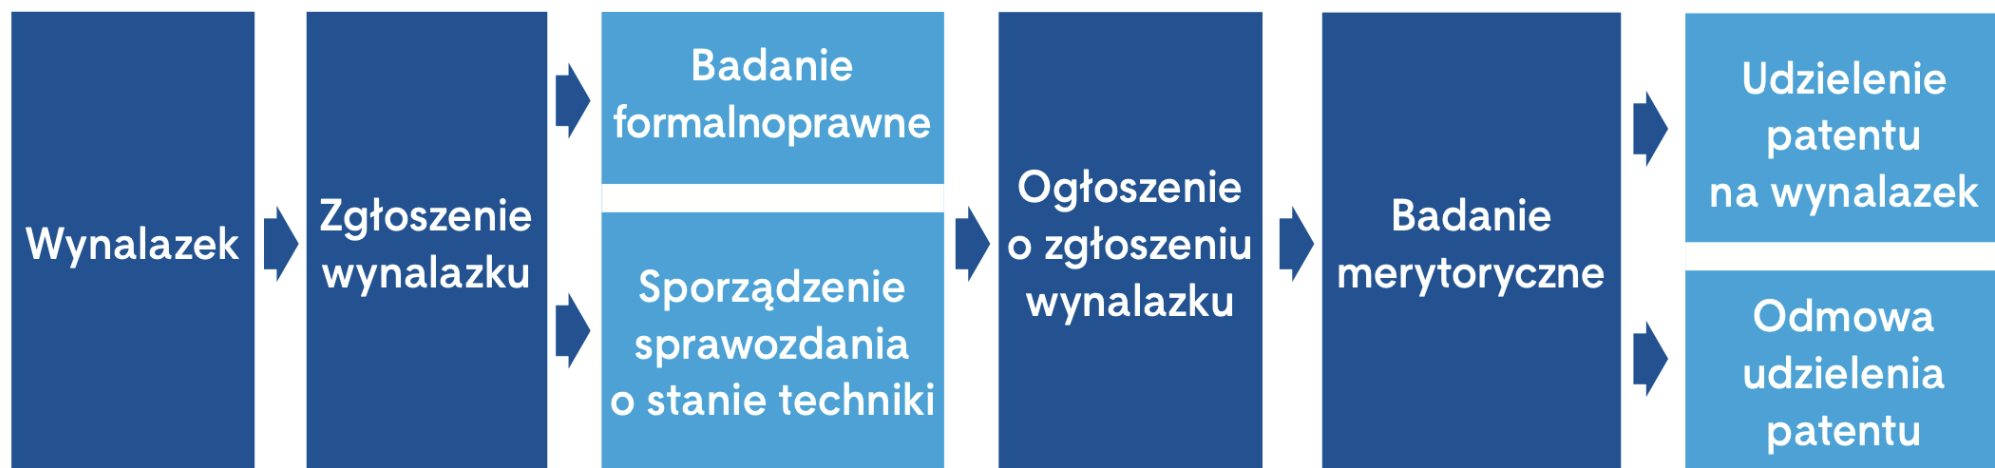 Wynalazek
Zgłoszenie
wynalazku
Badanie
formalnoprawne
Sporządzenie
sprawozdania
o stanie techniki
Ogłoszenie
o zgłoszeniu
wynalazku
Badanie
merytoryczne
Udzielenie
patentu
na wynalazek
Odmowa
udzielenia
patentu